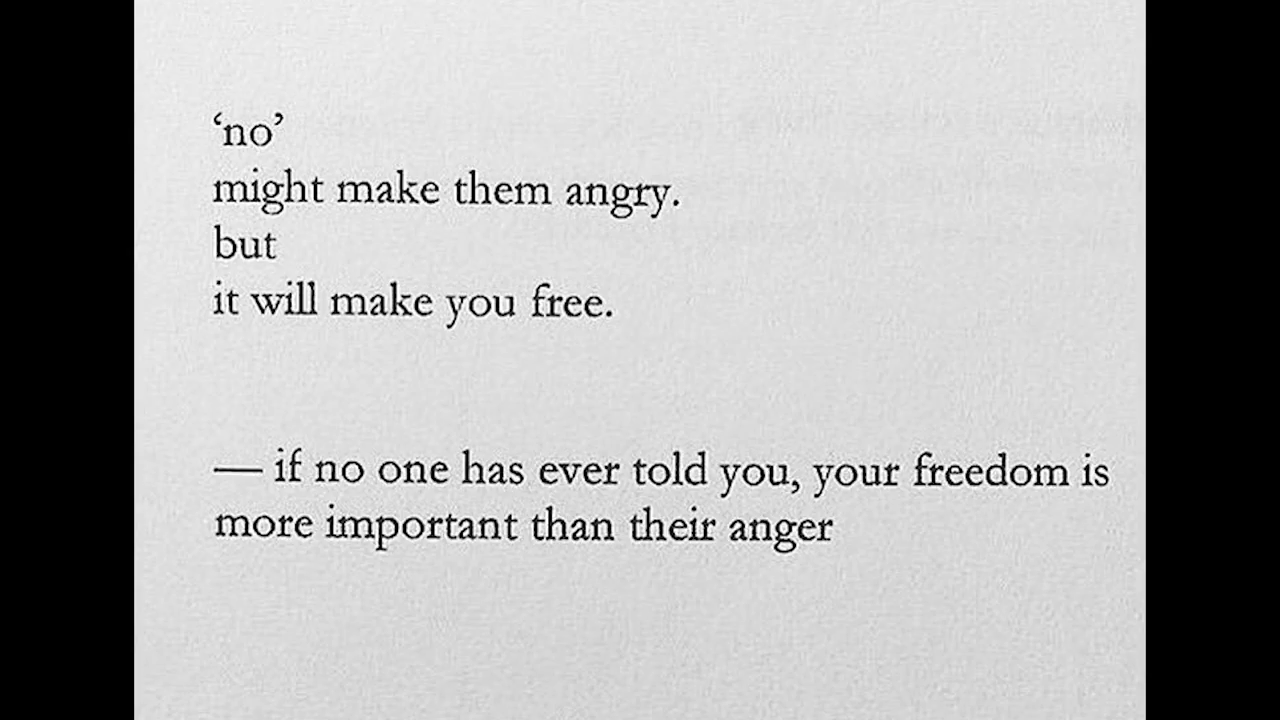 ‘no’
might make them angry.
but
it will make you free.
— if no one has ever told you, your freedom is
more important than their anger